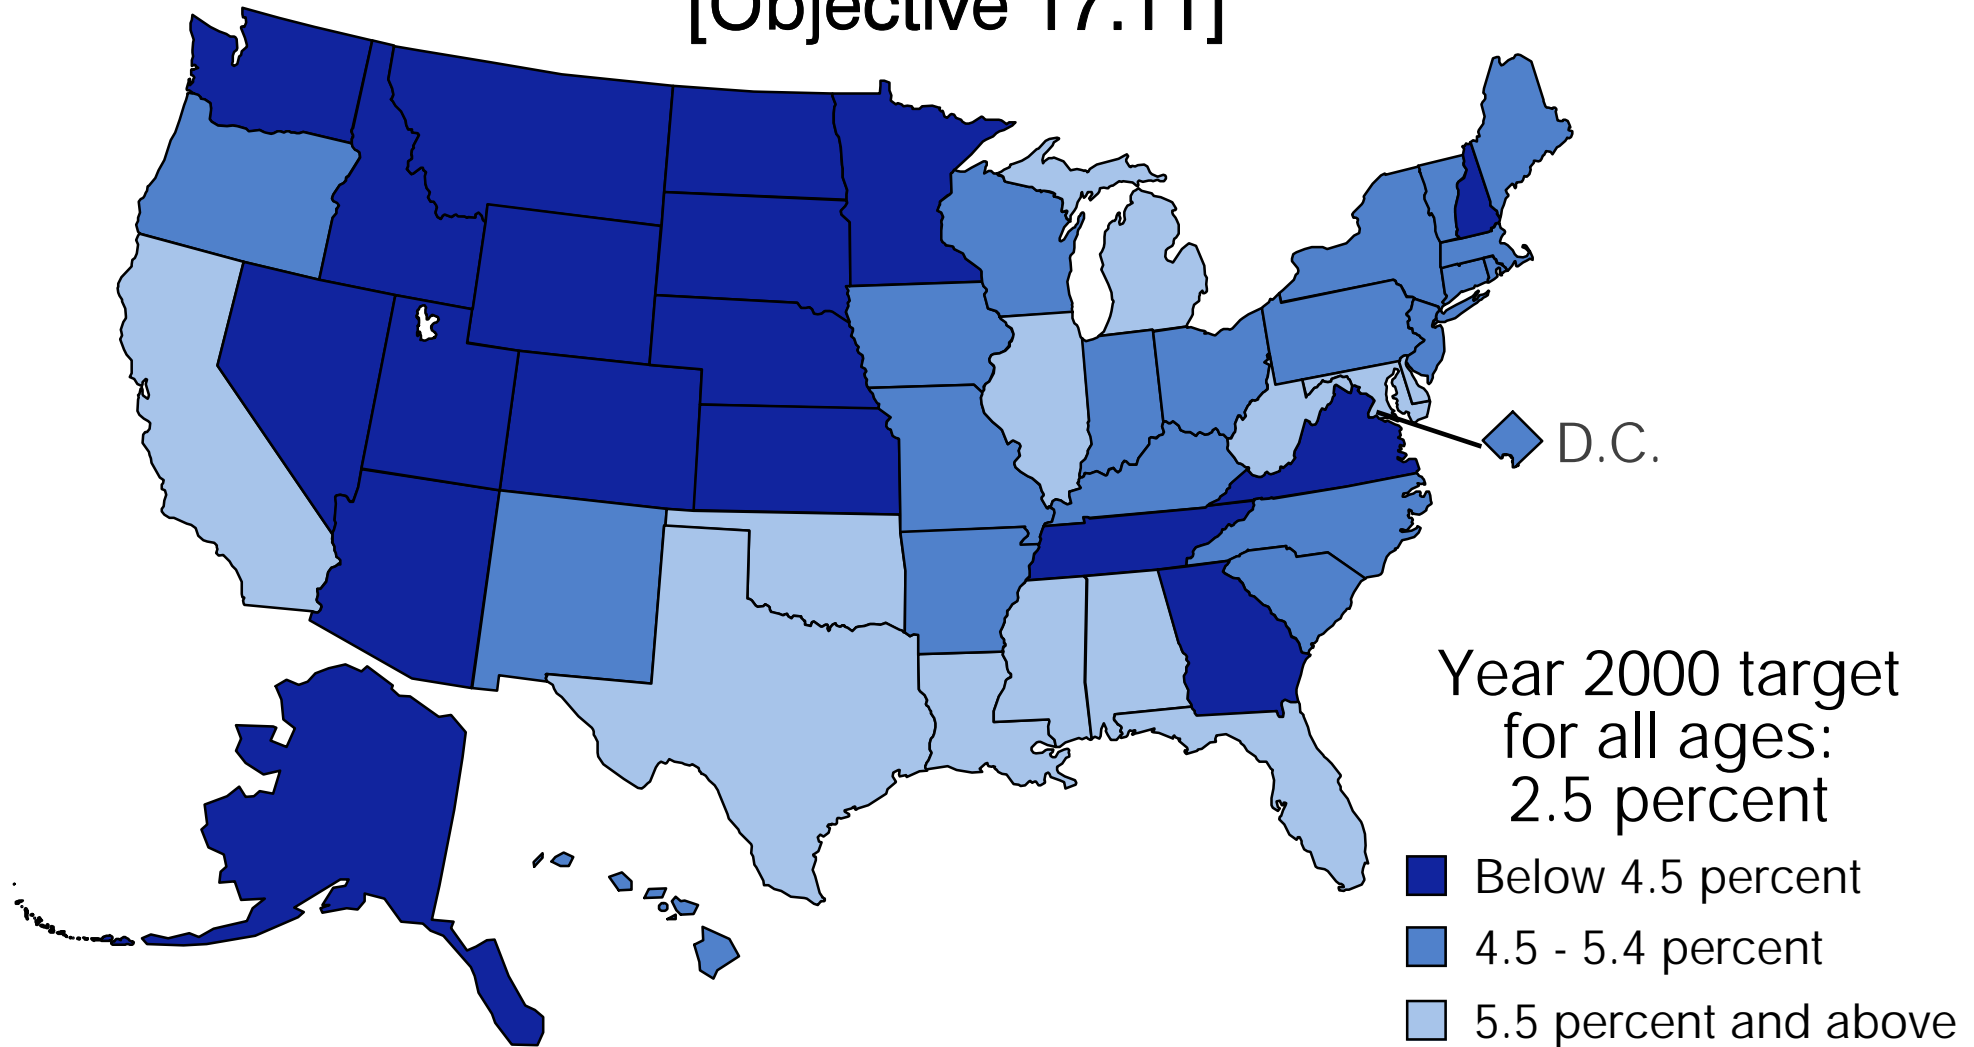 [Objective 17.11]
D.C.
Year 2000 target
for all ages:
2.5 percent
Below 4.5 percent
4.5 - 5.4 percent
5.5 percent and above